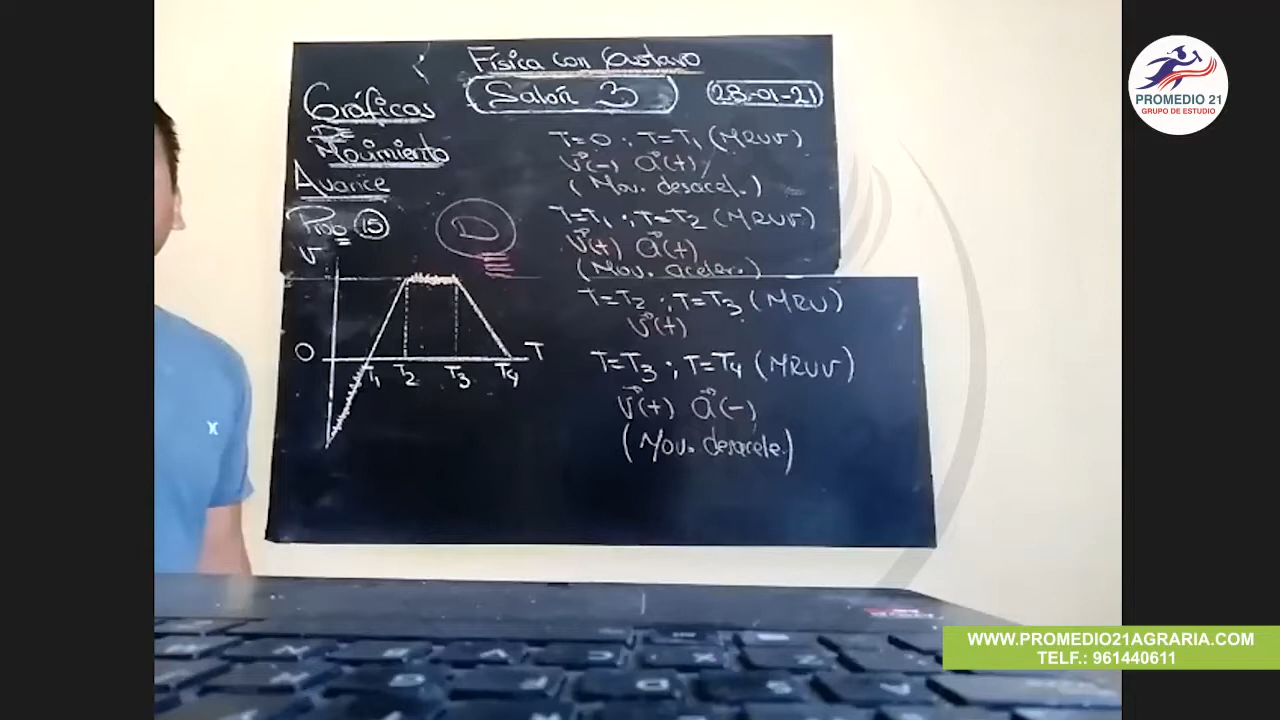 Física con Gustavo
Salón 3
28-01-21
Gráficas
De
Movimiento
Avance
Prob 15
D
V
O
T
T1 T2 T3 T4
T=0 ; T=T1 (MRUV)
V(-) a(+)
(Mov. desacel.)
T=T1 ; T=T2 (MRUV)
V(+) a(+)
(Mov. aceler.)
T=T2 ; T=T3 (MRU)
V(+)
T=T3 ; T=T4 (MRUV)
V(+) a(-)
(Mov. desacele.)
PROMEDIO 21
GRUPO DE ESTUDIO
WWW.PROMEDIO21AGRARIA.COM
TELF.: 961440611